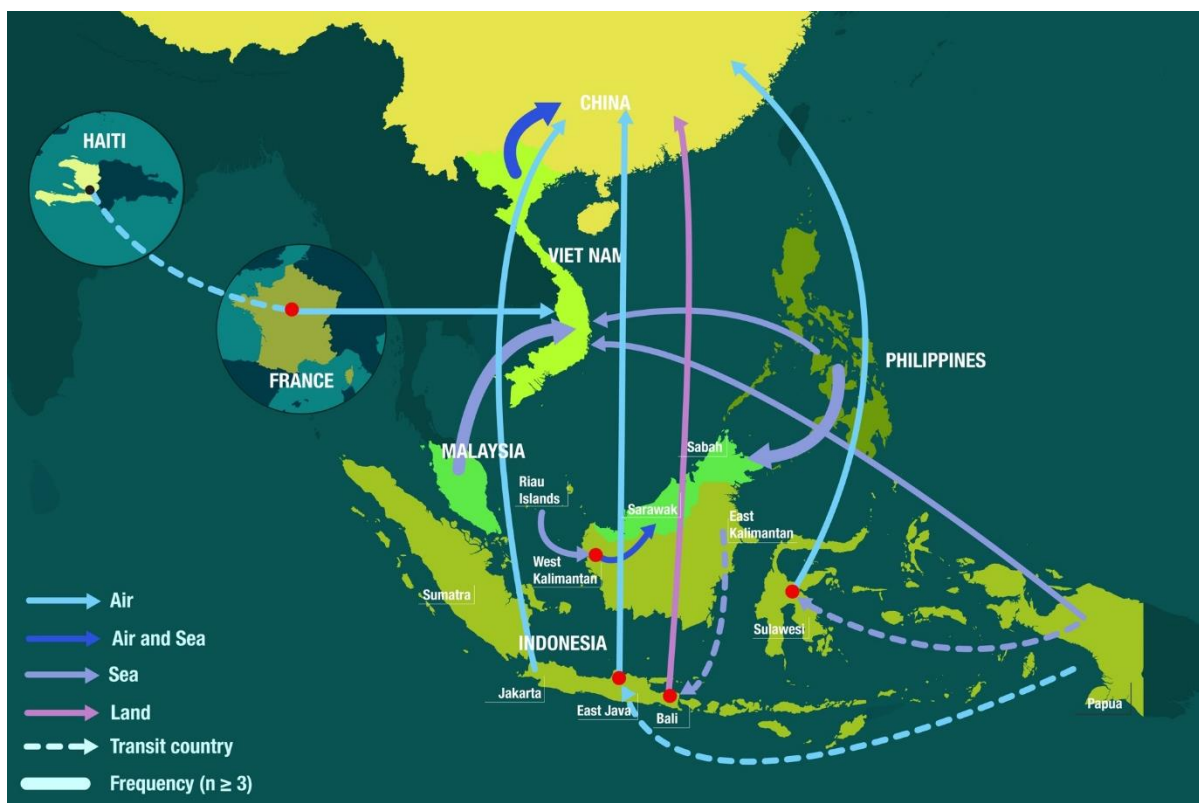 CHINA
HAITI
VIET NAM
FRANCE
PHILIPPINES
MALAYSIA
Sabah
Riau
Islands
Sarawak
East
Kalimantan
West
Kalimantan
Sumatra
Sulawesi
INDONESIA
Jakarta
East Java
Bali
Papua
Air
Air and Sea
Sea
Land
Transit country
Frequency (n ≥ 3)